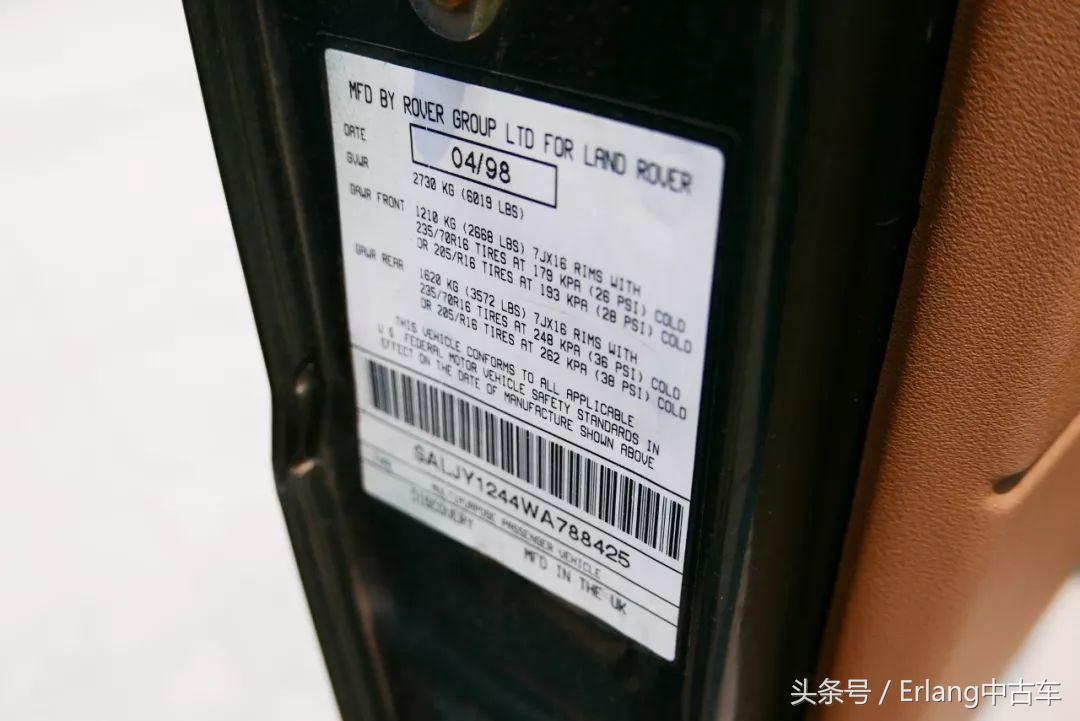 MFD BY ROVER GROUP LTD FOR LAND ROVER
DATE 04/98
GVWR 2730 KG (6019 LBS)
GAWR FRONT 1210 KG (2668 LBS) 7JX16 RIMS WITH
235/70R16 TIRES AT 179 KPA (26 PSI) COLD
OR 205/R16 TIRES AT 193 KPA (28 PSI) COLD
GAWR REAR 1620 KG (3572 LBS) 7JX16 RIMS WITH
235/70R16 TIRES AT 248 KPA (36 PSI) COLD
OR 205/R16 TIRES AT 262 KPA (38 PSI) COLD
THIS VEHICLE CONFORMS TO ALL APPLICABLE
U.S. FEDERAL MOTOR VEHICLE SAFETY STANDARDS IN
EFFECT ON THE DATE OF MANUFACTURE SHOWN ABOVE
SALJY1244WA788425
MULTIPURPOSE PASSENGER VEHICLE
DISCOVERY
MFD IN THE UK
头条号 / Erlang中古车